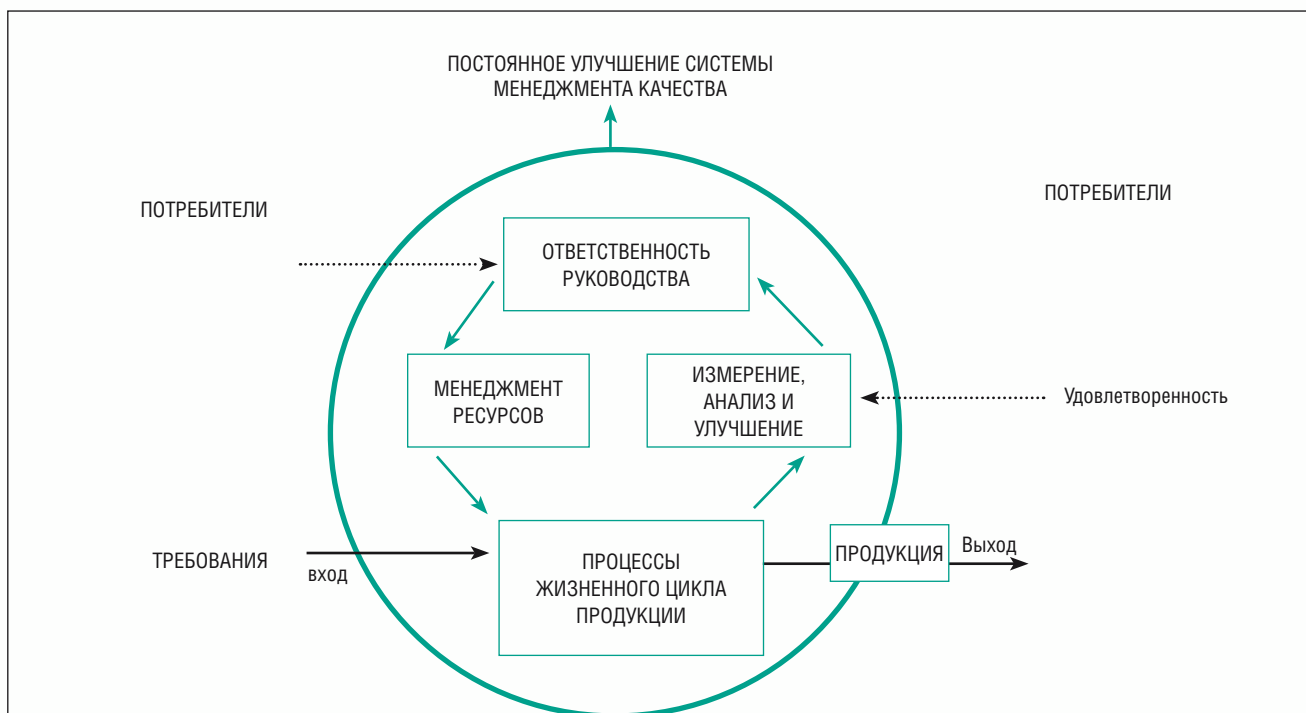 ПОСТОЯННОЕ УЛУЧШЕНИЕ СИСТЕМЫ
МЕНЕДЖМЕНТА КАЧЕСТВА
ПОТРЕБИТЕЛИ
ПОТРЕБИТЕЛИ
ОТВЕТСТВЕННОСТЬ
РУКОВОДСТВА
МЕНЕДЖМЕНТ
РЕСУРСОВ
ИЗМЕРЕНИЕ,
АНАЛИЗ И
УЛУЧШЕНИЕ
Удовлетворенность
ТРЕБОВАНИЯ
вход
ПРОЦЕССЫ
ЖИЗНЕННОГО ЦИКЛА
ПРОДУКЦИИ
ПРОДУКЦИЯ
Выход